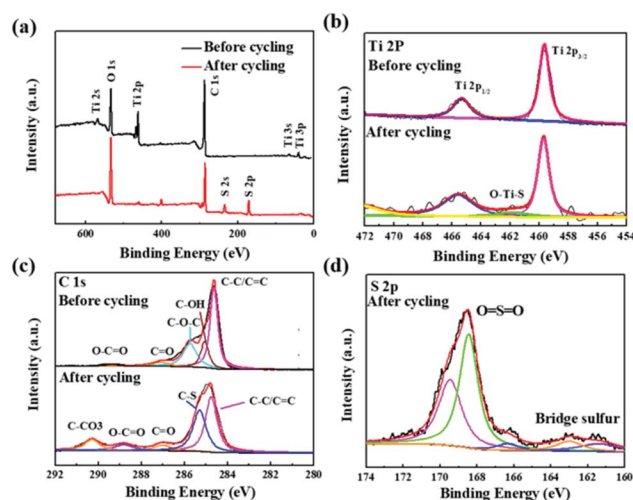 (a)
Before cycling
After cycling
Ti 2s
O 1s
Ti 2p
C 1s
Ti 3s
Ti 3p
S 2s
S 2p
Intensity (a.u.)
600
400
200
0
Binding Energy (eV)
(b)
Ti 2P
Before cycling
Ti 2p1/2
Ti 2p3/2
After cycling
O-Ti-S
Intensity (a.u.)
472 470 468 466 464 462 460 458 456 454
Binding Energy (eV)
(c)
C 1s
Before cycling
C-C/C=C
C-OH
C-O-C
O-C=O
C=O
After cycling
C-S
C-C/C=C
C-CO3
O-C=O
C=O
Intensity (a.u.)
292 290 288 286 284 282 280
Binding Energy (eV)
(d)
S 2p
After cycling
O=S=O
Bridge sulfur
Intensity (a.u.)
174 172 170 168 166 164 162 160
Binding Energy (eV)